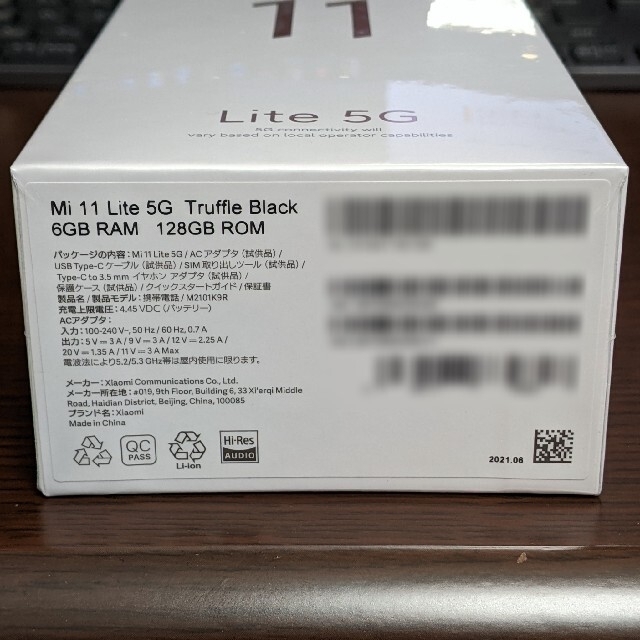 11
Lite 5G
5G connectivity will
vary based on local operator capabilities
Mi 11 Lite 5G Truffle Black
6GB RAM 128GB ROM
パッケージの内容：Mi 11 Lite 5G / ACアダプタ（試供品）/
USB Type-C ケーブル（試供品）/ SIM 取り出しツール（試供品）/
Type-C to 3.5 mm イヤホン アダプタ（試供品）/
保護ケース（試供品）/ クイックスタートガイド / 保証書
製品名 / 製品モデル：携帯電話 / M2101K9R
充電上限電圧：4.45 VDC（バッテリー）
ACアダプタ：
入力：100-240 V~, 50 Hz / 60 Hz, 0.7 A
出力：5 V⎓3 A / 9 V⎓3 A / 12 V⎓2.25 A /
20 V⎓1.35 A / 11 V⎓3 A Max
電波法により5.2/5.3 GHz帯は屋内使用に限ります。
メーカー：Xiaomi Communications Co., Ltd.
メーカー所在地：#019, 9th Floor, Building 6, 33 Xi'erqi Middle
Road, Haidian District, Beijing, China, 100085
ブランド名：Xiaomi
Made in China
QC
PASS
Li-ion
Hi-Res
AUDIO
2021.06